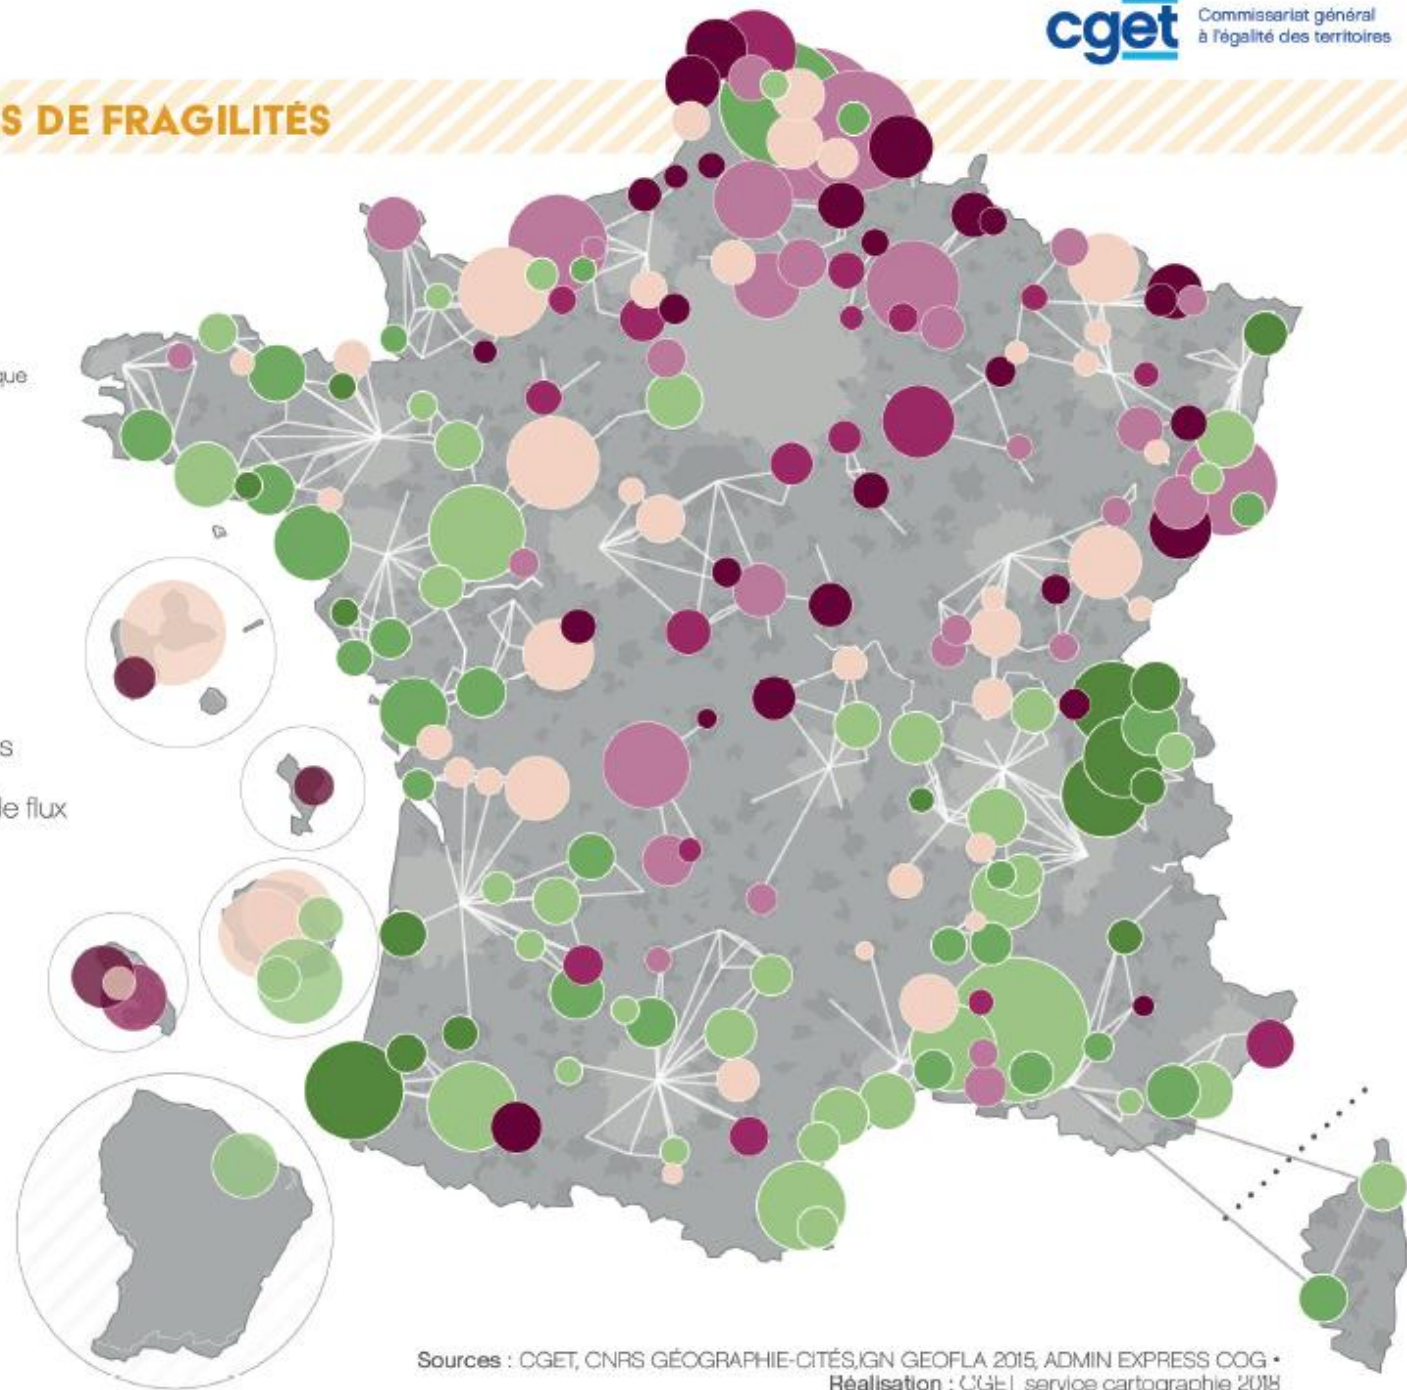 cget
Commissariat général
à l'égalité des territoires
S DE FRAGILITÉS
que
s
le flux
Sources : CGET, CNRS GÉOGRAPHIE-CITÉS,IGN GEOFLA 2015, ADMIN EXPRESS COG •
Réalisation : CGET, service cartographie 2018